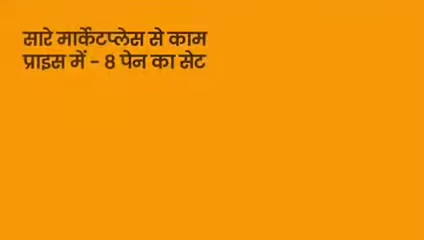 सारे मार्केटप्लेस से काम
प्राइस में - 8 पेन का सेट